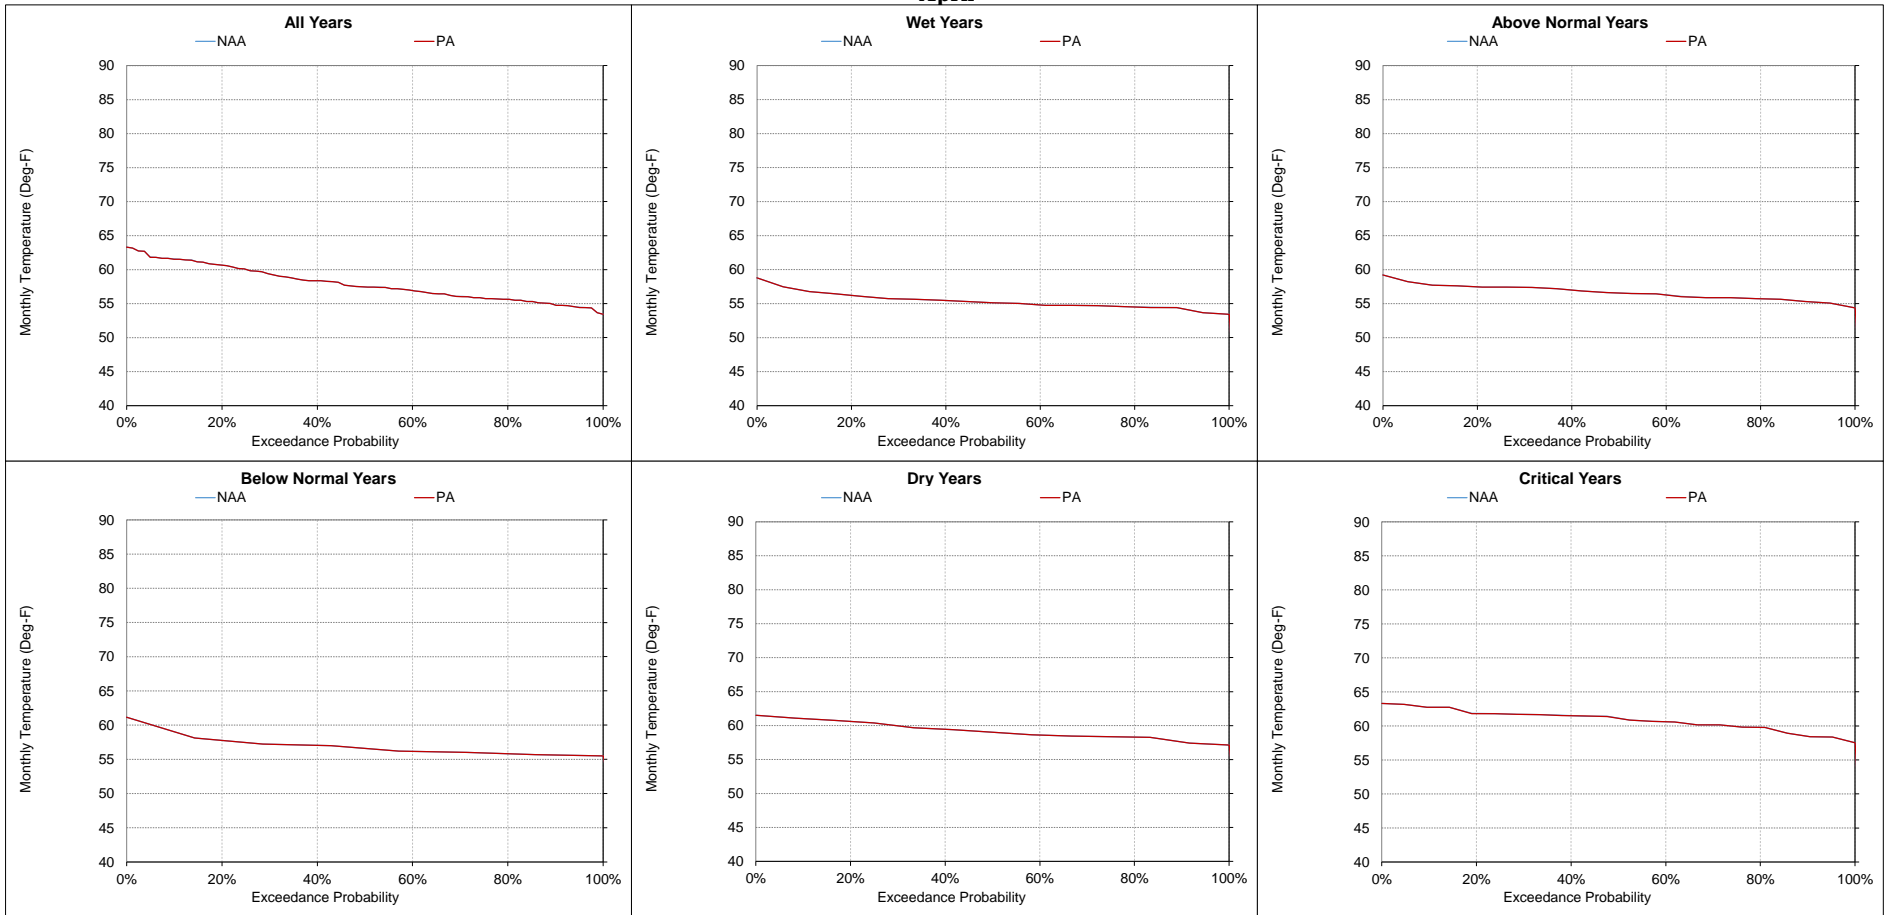 All Years
NAA PA
90
85
80
75
70
65
60
55
50
45
40
Monthly Temperature (Deg-F)
0% 20% 40% 60% 80% 100%
Exceedance Probability
Wet Years
NAA PA
90
85
80
75
70
65
60
55
50
45
40
Monthly Temperature (Deg-F)
0% 20% 40% 60% 80% 100%
Exceedance Probability
Above Normal Years
NAA PA
90
85
80
75
70
65
60
55
50
45
40
Monthly Temperature (Deg-F)
0% 20% 40% 60% 80% 100%
Exceedance Probability
Below Normal Years
NAA PA
90
85
80
75
70
65
60
55
50
45
40
Monthly Temperature (Deg-F)
0% 20% 40% 60% 80% 100%
Exceedance Probability
Dry Years
NAA PA
90
85
80
75
70
65
60
55
50
45
40
Monthly Temperature (Deg-F)
0% 20% 40% 60% 80% 100%
Exceedance Probability
Critical Years
NAA PA
90
85
80
75
70
65
60
55
50
45
40
Monthly Temperature (Deg-F)
0% 20% 40% 60% 80% 100%
Exceedance Probability